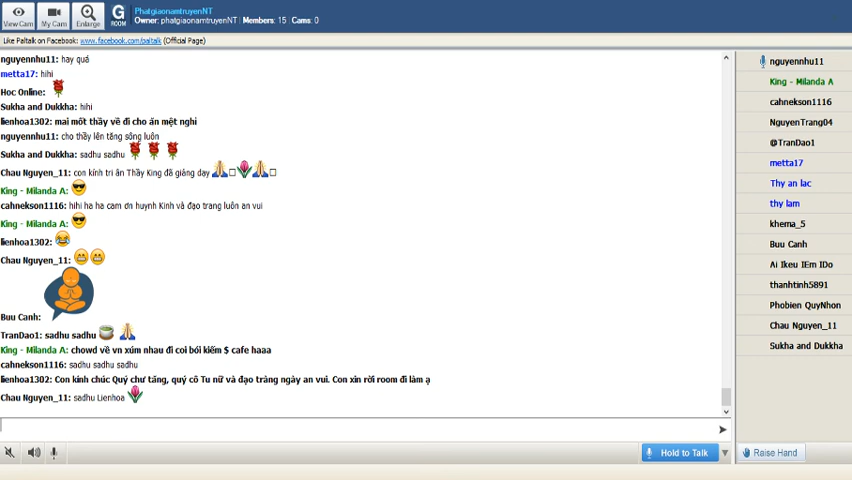 View Cam
My Cam
Enlarge
G
ROOM
PhatgiaonamtruyenNT
Owner: phatgiaonamtruyenNT | Members: 15 | Cams: 0
Like Paltalk on Facebook: www.facebook.com/paltalk (Official Page)
nguyennhu11: hay quá
metta17: hihi
Hoc Online:
Sukha and Dukkha: hihi
lienhoa1302: mai mốt thầy về đi cho ấn mệt nghỉ
nguyennhu11: cho thầy lên tăng sông luôn
Sukha and Dukkha: sadhu sadhu
Chau Nguyen_11: con kính tri ân Thầy King đã giảng dạy
King - Milanda A:
cahnekson1116: hihi ha ha cam ơn huynh Kinh và đạo trang luôn an vui
King - Milanda A:
lienhoa1302:
Chau Nguyen_11:
Buu Canh:
TranDao1: sadhu sadhu
King - Milanda A: chowd về vn xúm nhau đi coi bói kiếm $ cafe haaa
cahnekson1116: sadhu sadhu sadhu
lienhoa1302: Con kính chúc Quý chư tăng, quý cô Tu nữ và đạo tràng ngày an vui. Con xin rời room đi làm ạ
Chau Nguyen_11: sadhu Lienhoa
Hold to Talk
nguyennhu11
King - Milanda A
cahnekson1116
NguyenTrang04
@TranDao1
metta17
Thy an lac
thy lam
khema_5
Buu Canh
Ai Ikeu IEm IDo
thanhtinh5891
Phobien QuyNhon
Chau Nguyen_11
Sukha and Dukkha
Raise Hand